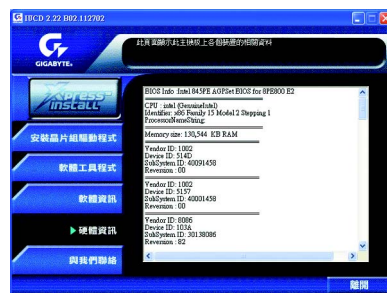 IUCD 2.22 B02.112702
GIGABYTE
此頁面顯示此主機板上各個裝置的相關資料
Xpress
INSTALL
安裝晶片組驅動程式
軟體工具程式
軟體資訊
硬體資訊
與我們聯絡
BIOS Info :Intel 845PE AGPSet BIOS for 8PE800 E2
CPU : intel (GenuineIntel)
Identifier: x86 Family 15 Model 2 Stepping 1
ProcessorNameString:
Memory size: 130,544 KB RAM
Vendor ID: 1002
Device ID: 514D
SubSystem ID: 40091458
Reversion : 00
Vendor ID: 1002
Device ID: 5157
SubSystem ID: 40001458
Reversion : 00
Vendor ID: 8086
Device ID: 103A
SubSystem ID: 30138086
Reversion : 82
離開